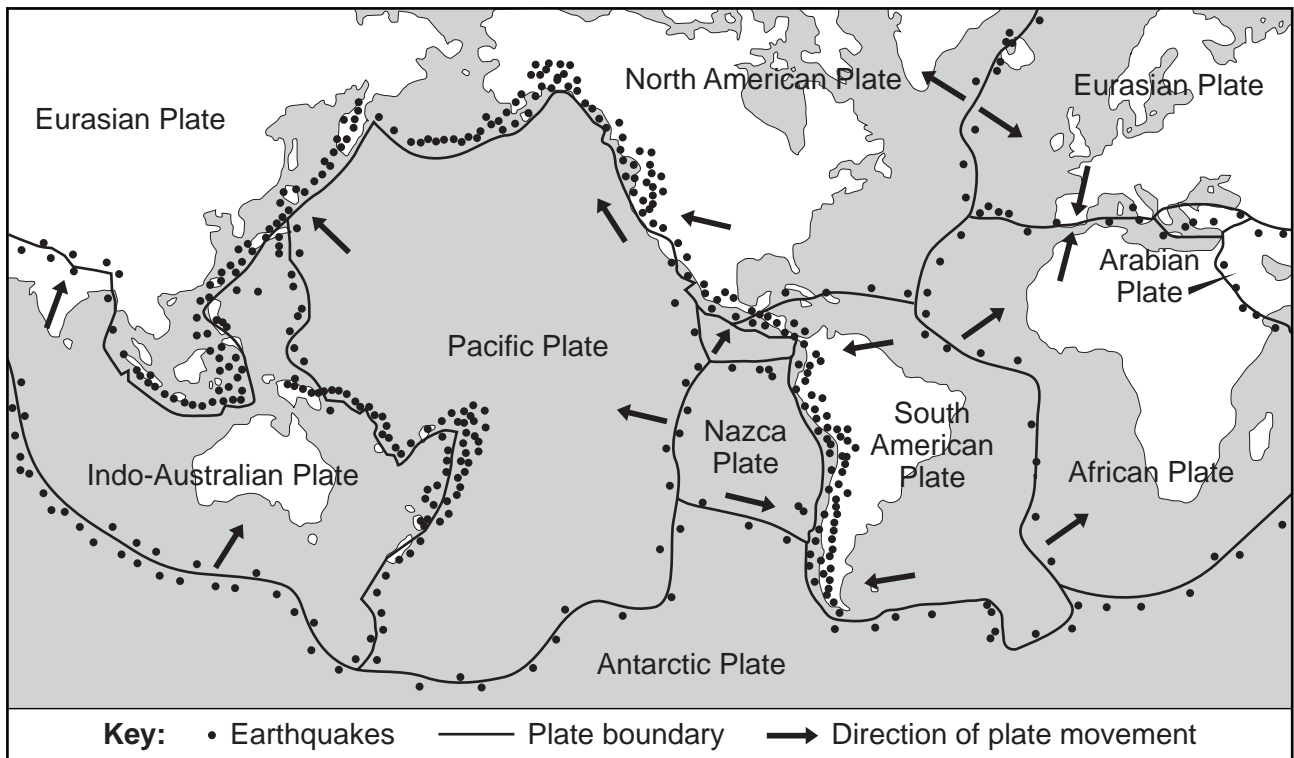 North American Plate
Eurasian Plate
Eurasian Plate
Arabian
Plate
Pacific Plate
Nazca
Plate
South
American
Plate
Indo-Australian Plate
African Plate
Antarctic Plate
Key: • Earthquakes — Plate boundary → Direction of plate movement